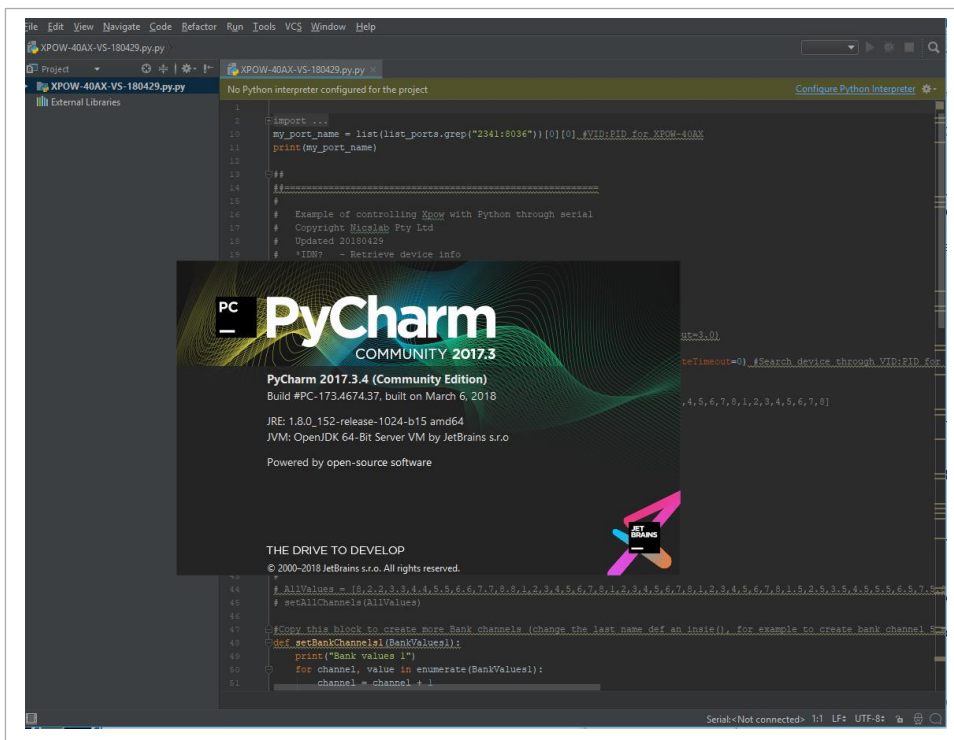 File Edit View Navigate Code Refactor Run Tools VCS Window Help
XPOW-40AX-VS-180429.py.py
Project
XPOW-40AX-VS-180429.py.py
XPOW-40AX-VS-180429.py.py
External Libraries
No Python interpreter configured for the project Configure Python Interpreter
1
2 import ...
10 my_port_name = list(list_ports.grep("2341:8036"))[0][0] #VID:PID for XPOW-40AX
11 print(my_port_name)
12
13 ##
14 ##=========================================================
15 #
16 # Example of controlling Xpow with Python through serial
17 # Copyright Nicslab Pty Ltd
18 # Updated 20180429
19 # *IDN? - Retrieve device info
PC
PyCharm
COMMUNITY 2017.3
ut=3.0)
teTimeout=0) #Search device through VID:PID for
PyCharm 2017.3.4 (Community Edition)
Build #PC-173.4674.37, built on March 6, 2018
,4,5,6,7,8,1,2,3,4,5,6,7,8]
JRE: 1.8.0_152-release-1024-b15 amd64
JVM: OpenJDK 64-Bit Server VM by JetBrains s.r.o
Powered by open-source software
JET
BRAINS
THE DRIVE TO DEVELOP
© 2000–2018 JetBrains s.r.o. All rights reserved.
44 # AllValues = [8,2.2,3.3,4.4,5.5,6.6,7.7,8.8,1,2,3,4,5,6,7,8,1,2,3,4,5,6,7,8,1,2,3,4,5,6,7,8,1.5,2.5,3.5,4.5,5.5,6.5,7.5
45 # setAllChannels(AllValues)
46
47 #Copy this block to create more Bank channels (change the last name def an insie(), for example to create bank channel 5
48 def setBankChannels1(BankValues1):
49 print("Bank values 1")
50 for channel, value in enumerate(BankValues1):
51 channel = channel + 1
Serial:<Not connected> 1:1 LF÷ UTF-8÷